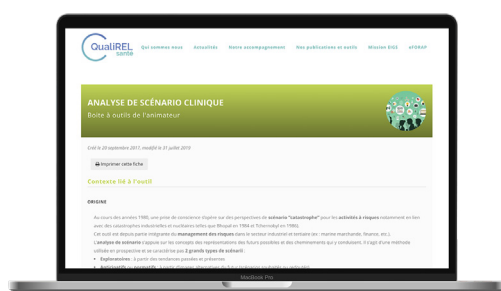 QualiREL
santé
Qui sommes nous Actualités Notre accompagnement Nos publications et outils Mission EIGS eFORAP
ANALYSE DE SCÉNARIO CLINIQUE
Boite à outils de l'animateur
Créé le 20 septembre 2017, modifié le 31 juillet 2019
Imprimer cette fiche
Contexte lié à l'outil
ORIGINE
Au cours des années 1980, une prise de conscience s'opère sur des perspectives de scénario "catastrophe" pour les activités à risques notamment en lien
avec des catastrophes industrielles et nucléaires telles que Bhopal en 1984 et Tchernobyl en 1986).
Cet outil est depuis partie intégrante du management des risques dans le secteur industriel et tertiaire (ex : marine marchande, finance, etc.).
L'analyse de scénario s'appuie sur les concepts des représentations des futurs possibles et des cheminements qui y conduisent. Il s'agit d'une méthode
utilisée en prospective et se caractérise par 2 grands types de scénarii :
• Exploratoires : à partir des tendances passées et présentes
MacBook Pro